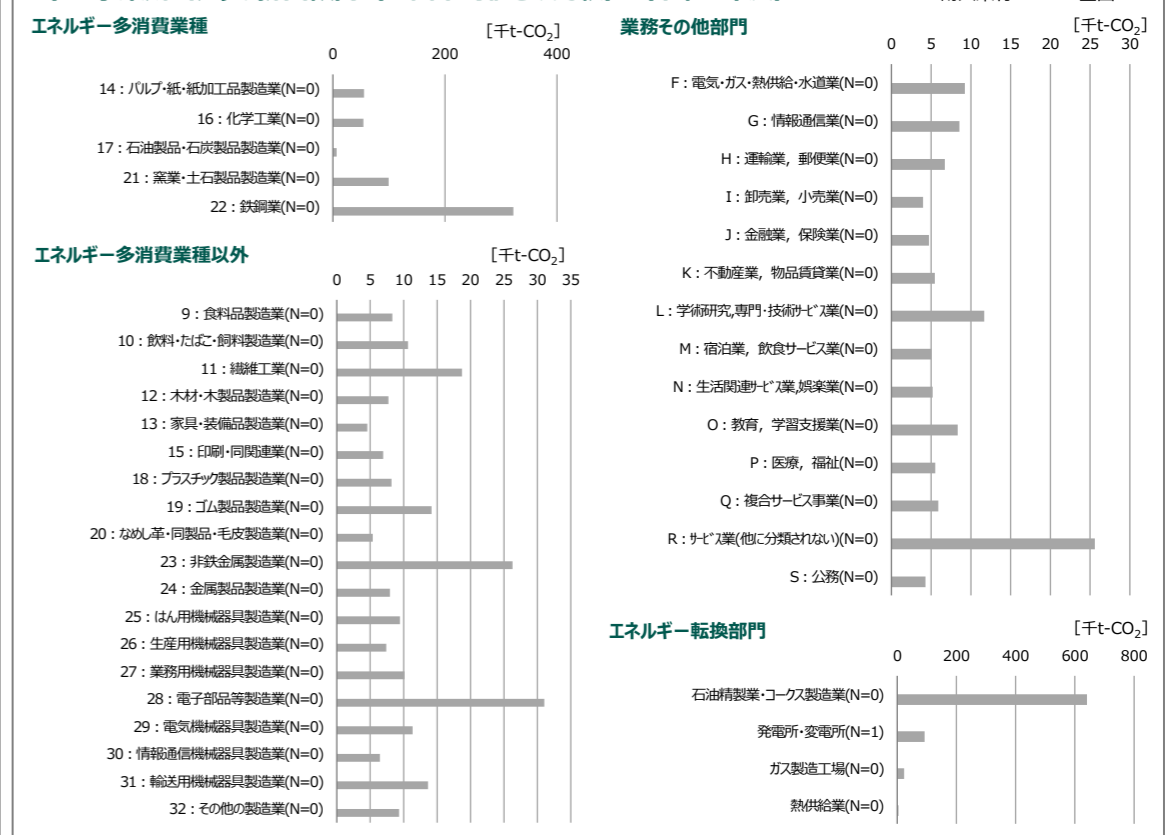 エネルギー多消費業種
[千t-CO2]
0 200 400
14：パルプ・紙・紙加工品製造業(N=0)
16：化学工業(N=0)
17：石油製品・石炭製品製造業(N=0)
21：窯業・土石製品製造業(N=0)
22：鉄鋼業(N=0)
エネルギー多消費業種以外
[千t-CO2]
0 5 10 15 20 25 30 35
9：食料品製造業(N=0)
10：飲料・たばこ・飼料製造業(N=0)
11：繊維工業(N=0)
12：木材・木製品製造業(N=0)
13：家具・装備品製造業(N=0)
15：印刷・同関連業(N=0)
18：プラスチック製品製造業(N=0)
19：ゴム製品製造業(N=0)
20：なめし革・同製品・毛皮製造業(N=0)
23：非鉄金属製造業(N=0)
24：金属製品製造業(N=0)
25：はん用機械器具製造業(N=0)
26：生産用機械器具製造業(N=0)
27：業務用機械器具製造業(N=0)
28：電子部品等製造業(N=0)
29：電気機械器具製造業(N=0)
30：情報通信機械器具製造業(N=0)
31：輸送用機械器具製造業(N=0)
32：その他の製造業(N=0)
業務その他部門
[千t-CO2]
0 5 10 15 20 25 30
F：電気・ガス・熱供給・水道業(N=0)
G：情報通信業(N=0)
H：運輸業，郵便業(N=0)
I：卸売業，小売業(N=0)
J：金融業，保険業(N=0)
K：不動産業，物品賃貸業(N=0)
L：学術研究,専門・技術サービス業(N=0)
M：宿泊業，飲食サービス業(N=0)
N：生活関連サービス業,娯楽業(N=0)
O：教育，学習支援業(N=0)
P：医療，福祉(N=0)
Q：複合サービス事業(N=0)
R：サービス業(他に分類されない)(N=0)
S：公務(N=0)
エネルギー転換部門
[千t-CO2]
0 200 400 600 800
石油精製業・コークス製造業(N=0)
発電所・変電所(N=1)
ガス製造工場(N=0)
熱供給業(N=0)